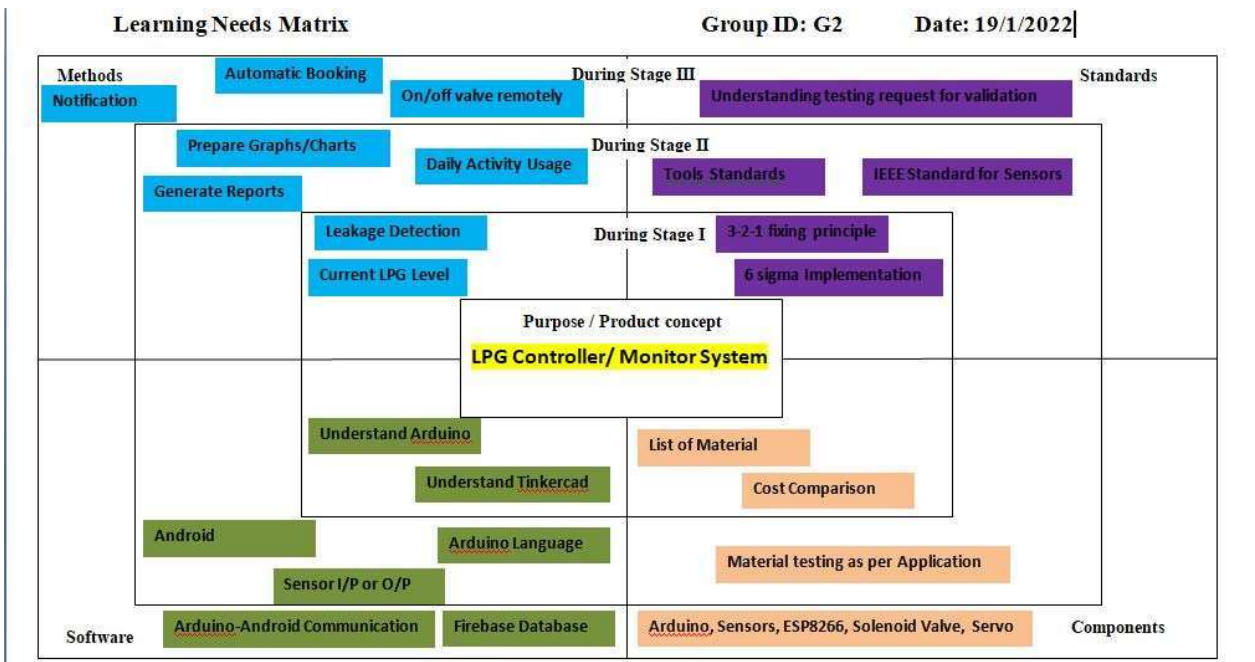 Learning Needs Matrix Group ID: G2 Date: 19/1/2022
Methods Automatic Booking During Stage III Standards
Notification On/off valve remotely Understanding testing request for validation
Prepare Graphs/Charts During Stage II
Daily Activity Usage Tools Standards IEEE Standard for Sensors
Generate Reports
Leakage Detection During Stage I 3-2-1 fixing principle
Current LPG Level 6 sigma Implementation
Purpose / Product concept
LPG Controller/ Monitor System
Understand Arduino List of Material
Understand Tinkercad Cost Comparison
Android Arduino Language
Material testing as per Application
Sensor I/P or O/P
Software Arduino-Android Communication Firebase Database Arduino, Sensors, ESP8266, Solenoid Valve, Servo Components